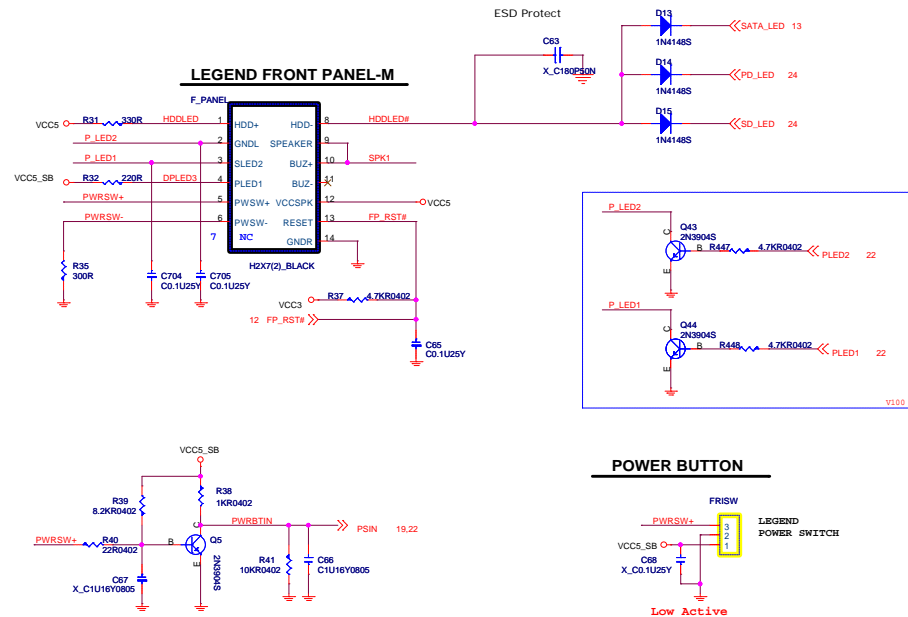 ESD Protect
D13
1N4148S
SATA_LED 13
C63
X_C180P50N
D14
1N4148S
PD_LED 24
D15
1N4148S
SD_LED 24
LEGEND FRONT PANEL-M
F_PANEL
VCC5 R31 330R HDDLED 1 HDD+ HDD- 8 HDDLED#
P_LED2 2 GNDL SPEAKER 9
P_LED1 3 SLED2 BUZ+ 10 SPK1
VCC5_SB R32 220R DPLED3 4 PLED1 BUZ- 11
PWRSW+ 5 PWSW+ VCCSPK 12 VCC5
PWRSW- 6 PWSW- RESET 13 FP_RST#
7 NC GNDR 14
H2X7(2)_BLACK
R35
300R
C704
C0.1U25Y
C705
C0.1U25Y
VCC3 R37 4.7KR0402
12 FP_RST#
C65
C0.1U25Y
P_LED2
Q43
2N3904S
C
B
E
R447 4.7KR0402
PLED2 22
P_LED1
Q44
2N3904S
C
B
E
R448 4.7KR0402
PLED1 22
V100
VCC5_SB
R39
8.2KR0402
R38
1KR0402
PWRBTIN
PSIN 19,22
PWRSW+
R40
22R0402
B
C
E
Q5
2N3904S
C67
X_C1U16Y0805
R41
10KR0402
C66
C1U16Y0805
POWER BUTTON
FRISW
PWRSW+ 3
2
VCC5_SB 1
LEGEND
POWER SWITCH
C68
X_C0.1U25Y
Low Active